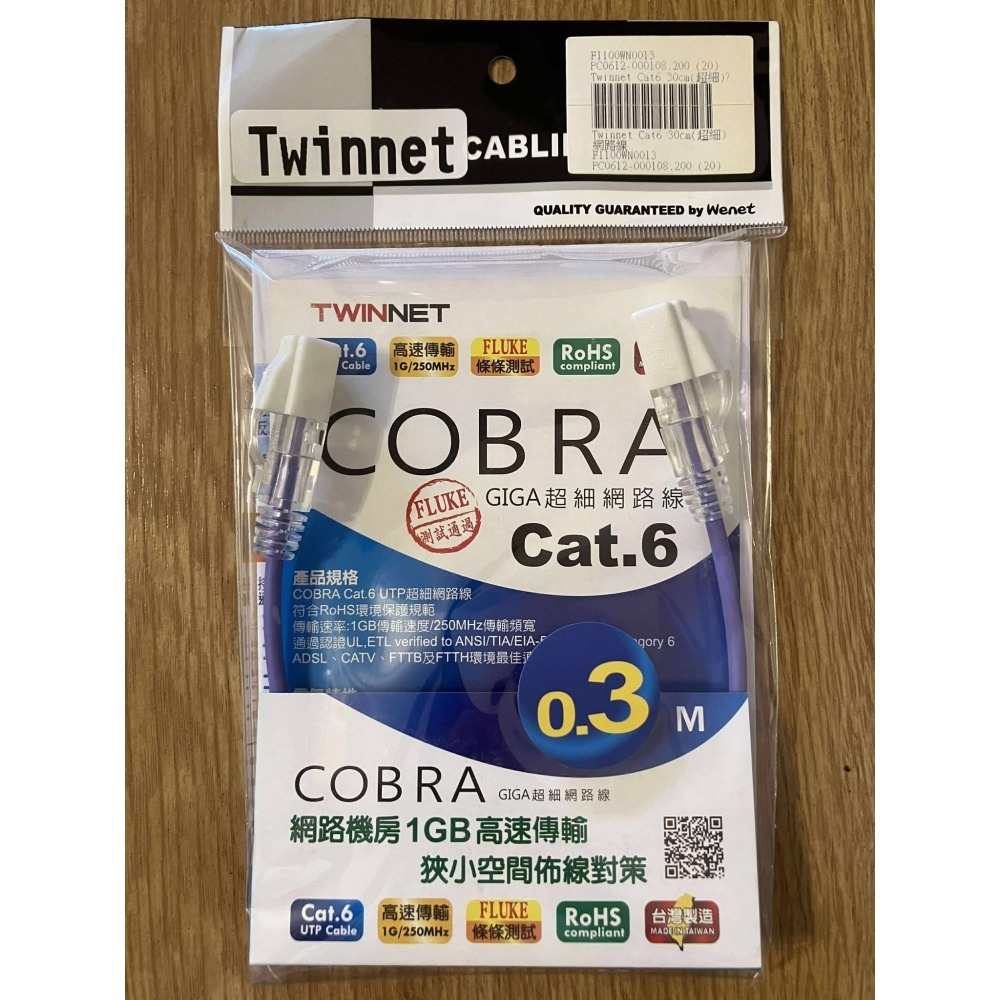 F1100WN0013
PC0612-000108.200 (20)
Twinnet Cat6 30cm(超細)?
Twinnet Cat6 30cm(超細)
網路線
F1100WN0013
PC0612-000108.200 (20)
Twinnet
CABLI
QUALITY GUARANTEED by Wenet
TWINNET
t.6
Cable
高速傳輸
1G/250MHz
FLUKE
條條測試
RoHS
compliant
COBRA
GIGA超細網路線
FLUKE
測試通過
Cat.6
產品規格
COBRA Cat.6 UTP超細網路線
符合RoHS環境保護規範
傳輸速率:1GB傳輸速度/250MHz傳輸頻寬
通過認證UL,ETL verified to ANSI/TIA/EIA-5 gory 6
ADSL、CATV、FTTB及FTTH環境最佳
0.3 M
COBRA GIGA超細網路線
網路機房1GB高速傳輸
狹小空間佈線對策
Cat.6
UTP Cable
高速傳輸
1G/250MHz
FLUKE
條條測試
RoHS
compliant
台灣製造
MADE IN TAIWAN